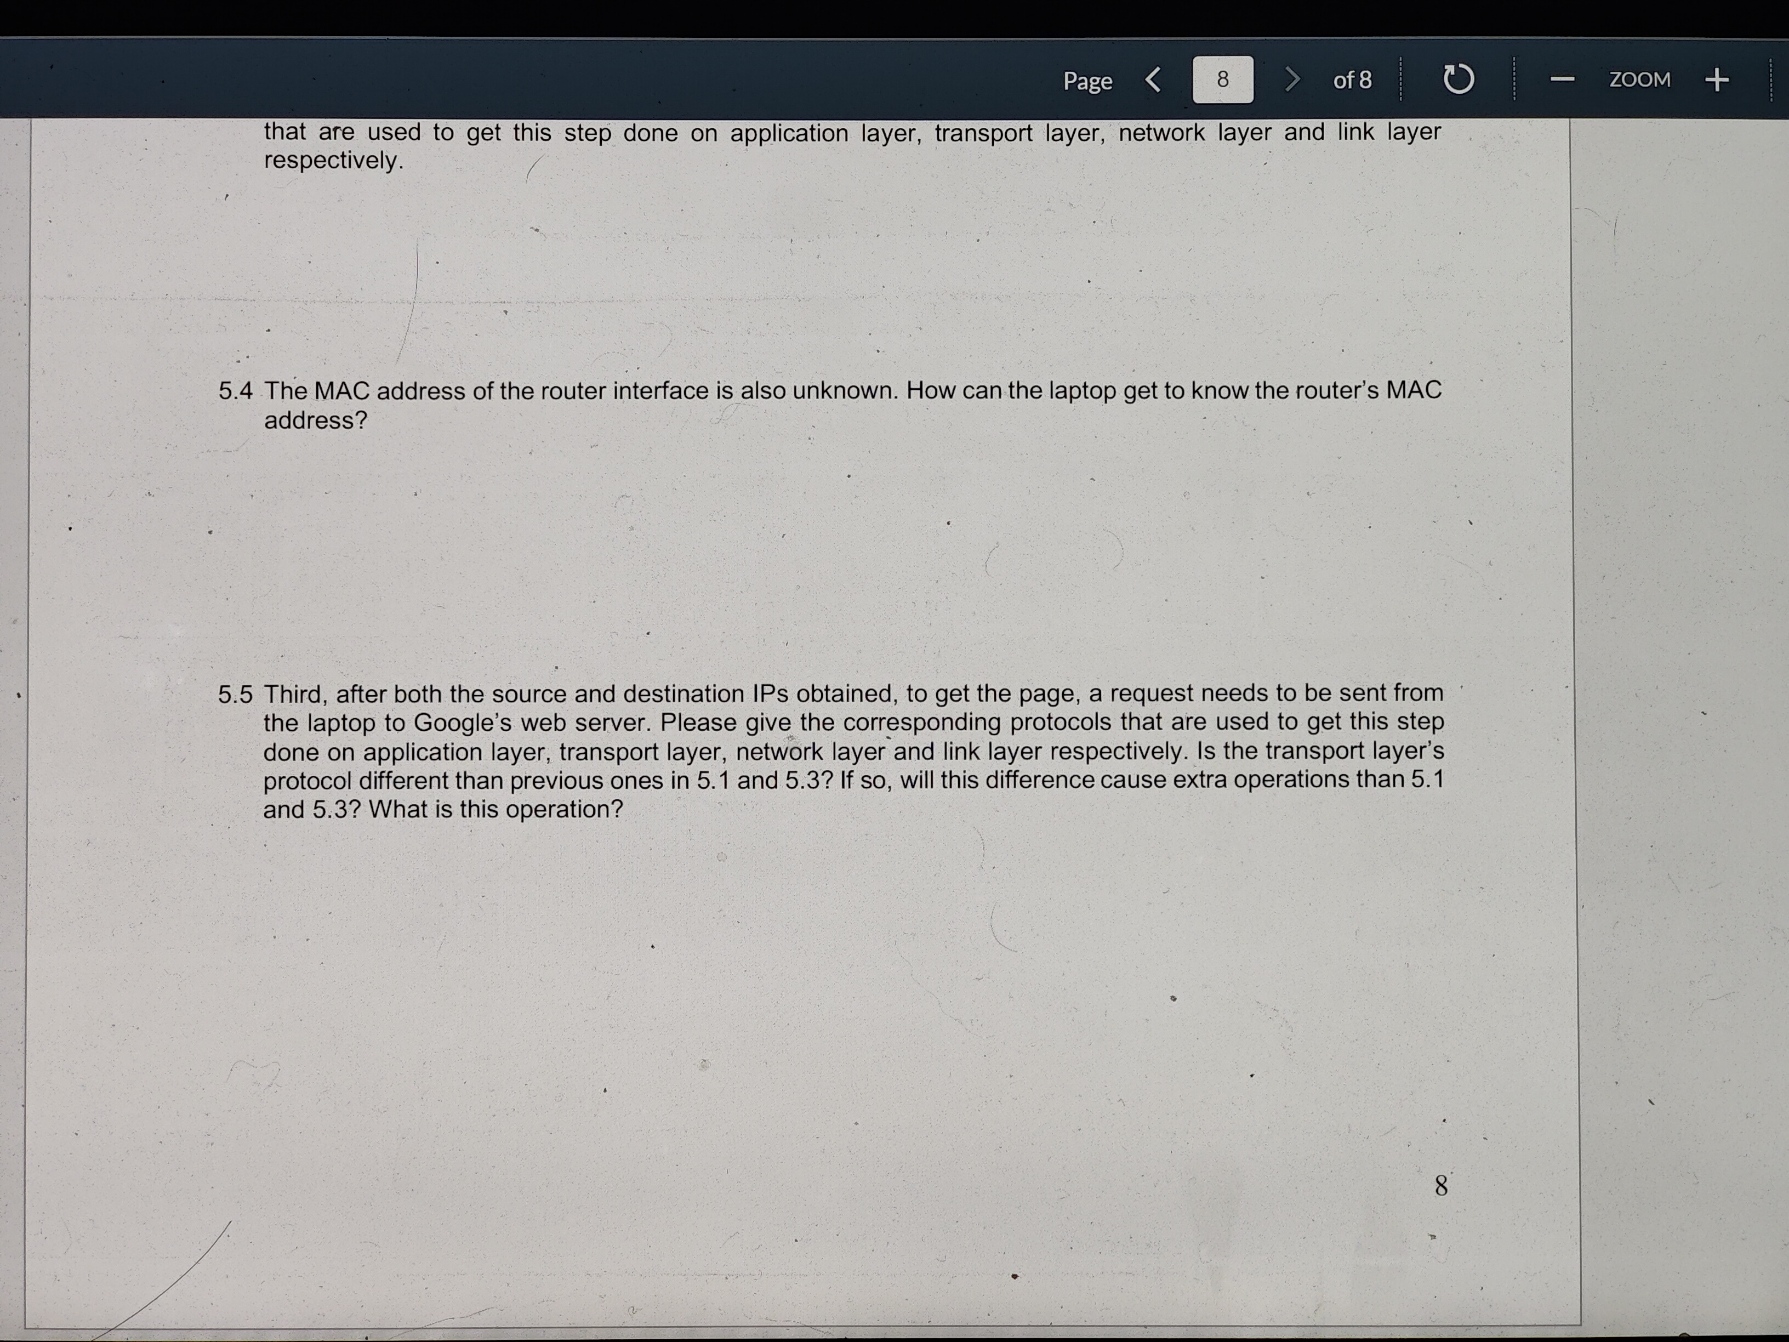 Page 8 of 8 ZOOM
that are used to get this step done on application layer, transport layer, network layer and link layer
respectively.
5.4 The MAC address of the router interface is also unknown. How can the laptop get to know the router's MAC
address?
5.5 Third, after both the source and destination IPs obtained, to get the page, a request needs to be sent from
the laptop to Google's web server. Please give the corresponding protocols that are used to get this step
done on application layer, transport layer, network layer and link layer respectively. Is the transport layer's
protocol different than previous ones in 5.1 and 5.3? If so, will this difference cause extra operations than 5.1
and 5.3? What is this operation?
8